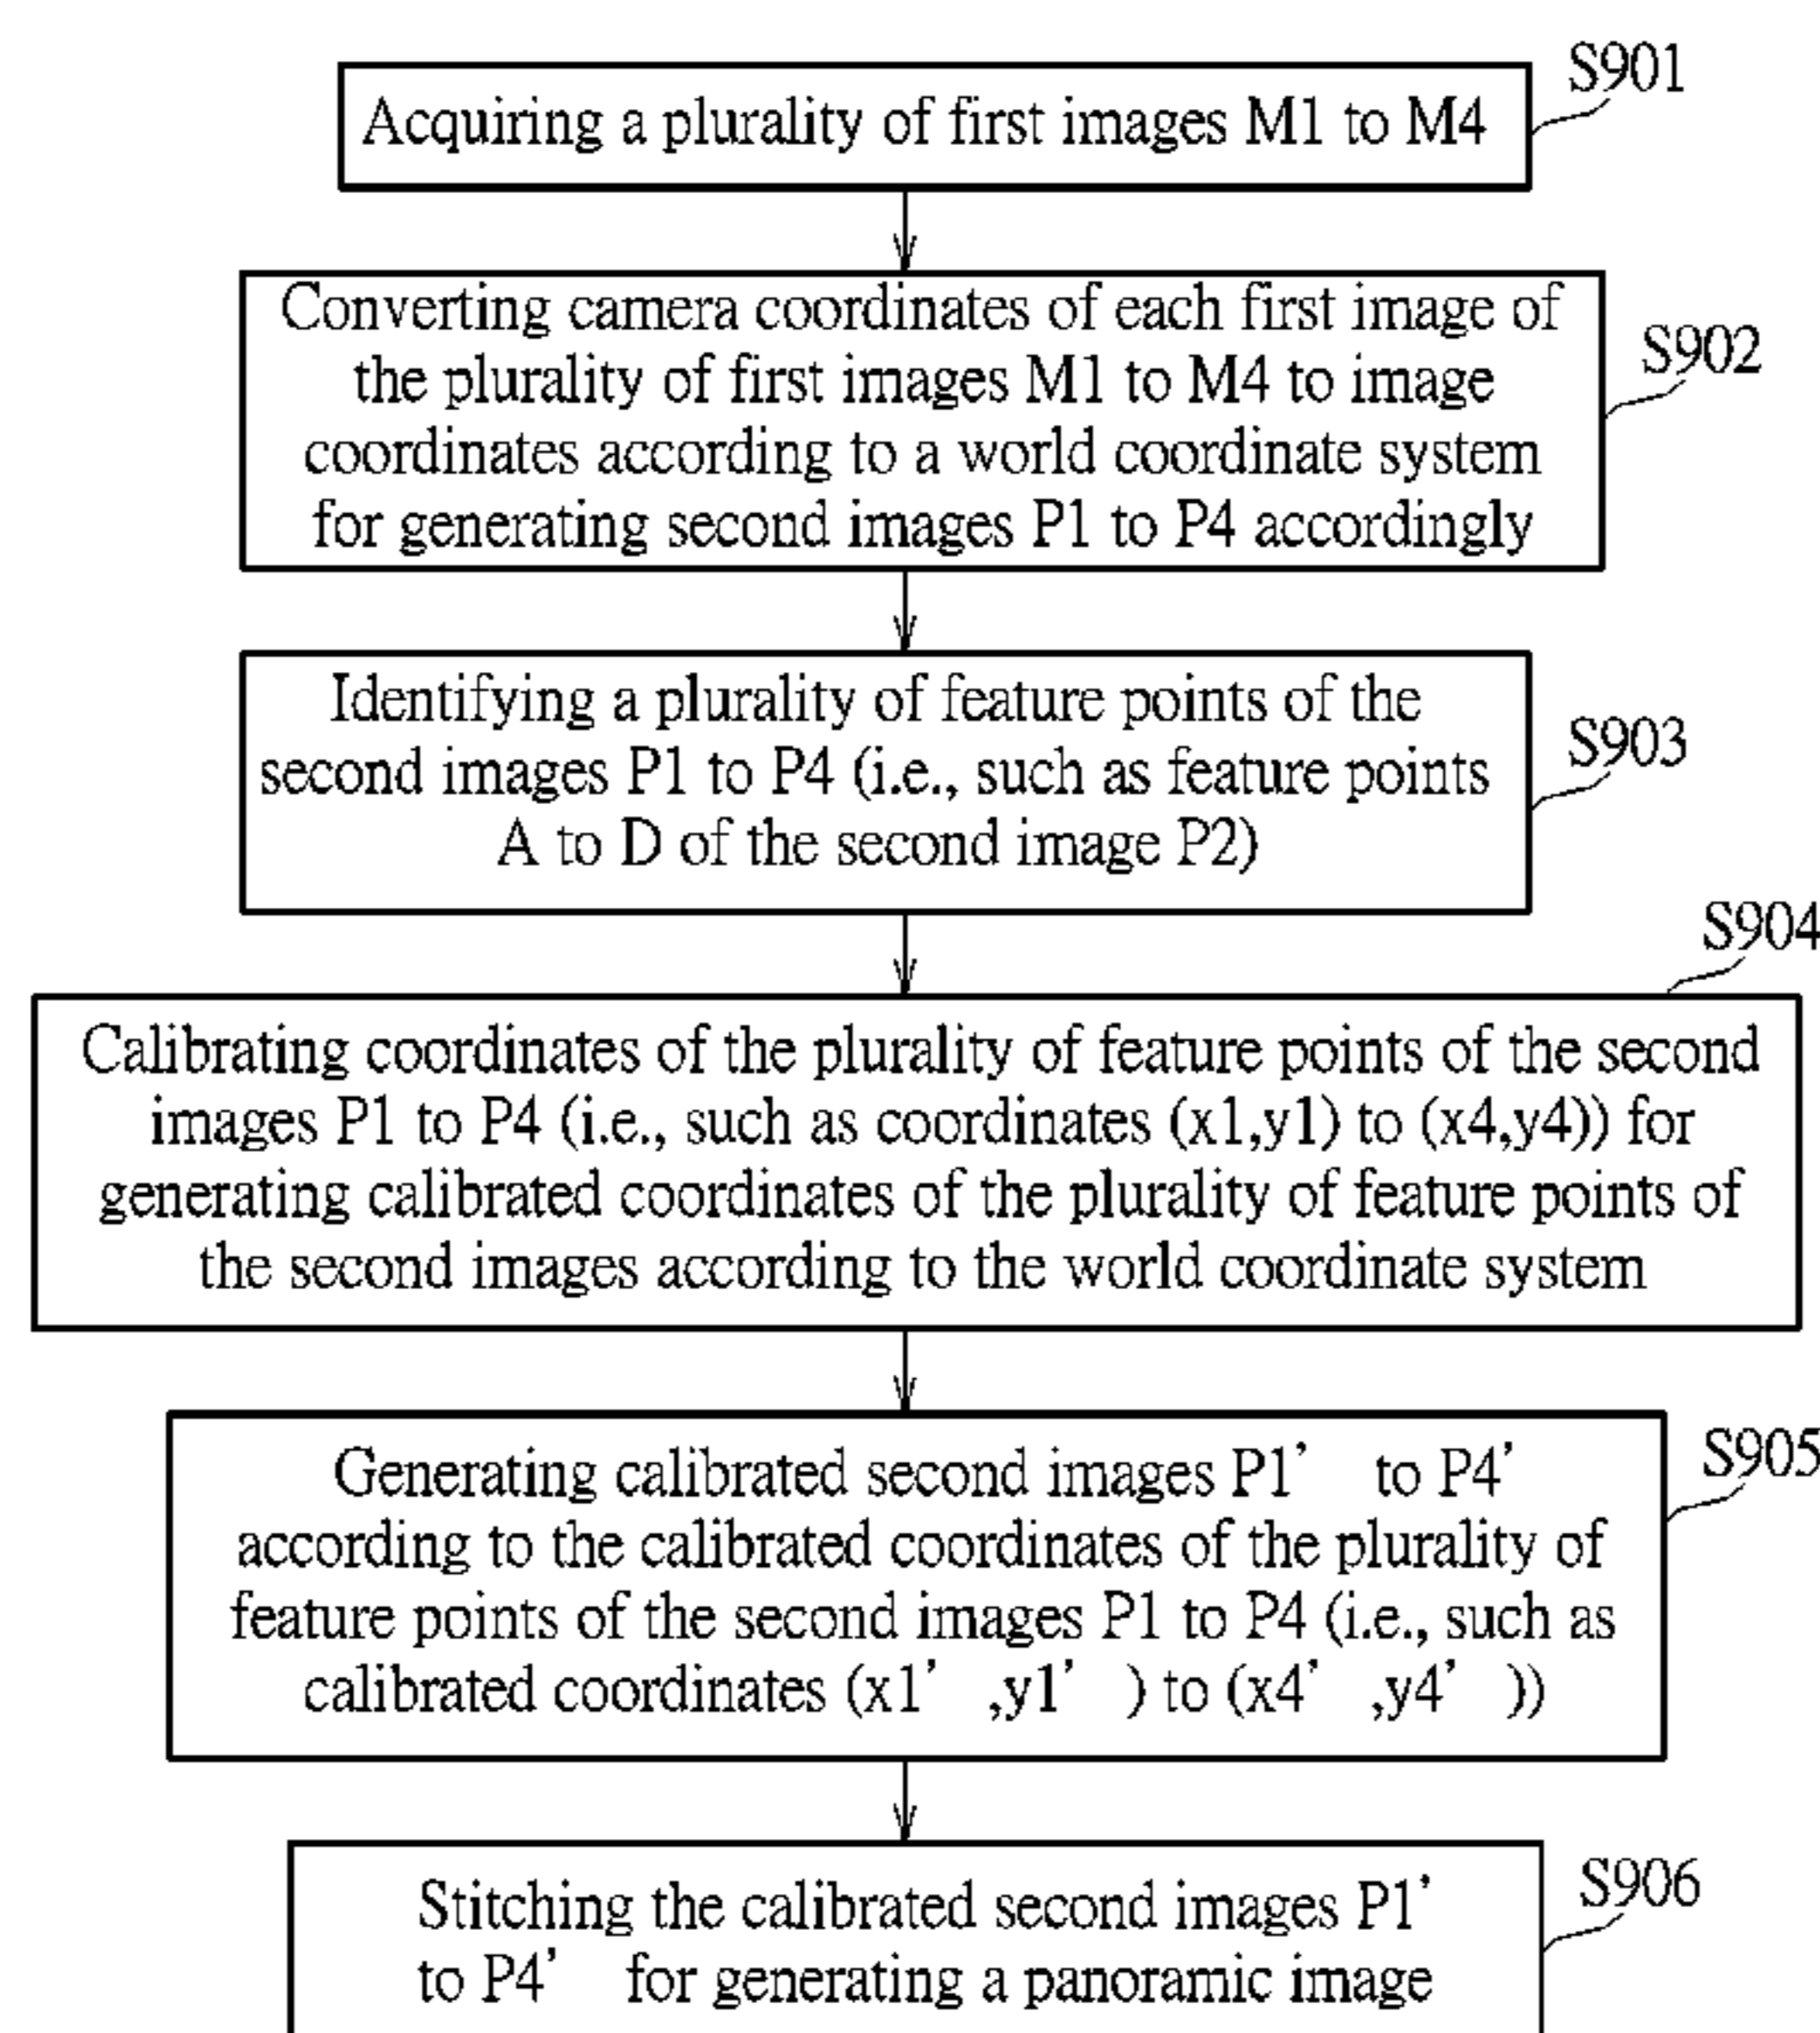 S901
Acquiring a plurality of first images M1 to M4
Converting camera coordinates of each first image of
the plurality of first images M1 to M4 to image
coordinates according to a world coordinate system
for generating second images P1 to P4 accordingly
S902
Identifying a plurality of feature points of the
second images P1 to P4 (i.e., such as feature points
A to D of the second image P2)
S903
S904
Calibrating coordinates of the plurality of feature points of the second
images P1 to P4 (i.e., such as coordinates (x1,y1) to (x4,y4)) for
generating calibrated coordinates of the plurality of feature points of
the second images according to the world coordinate system
Generating calibrated second images P1’ to P4’
according to the calibrated coordinates of the plurality of
feature points of the second images P1 to P4 (i.e., such as
calibrated coordinates (x1’ ,y1’ ) to (x4’ ,y4’ ))
S905
Stitching the calibrated second images P1’
to P4’ for generating a panoramic image
S906